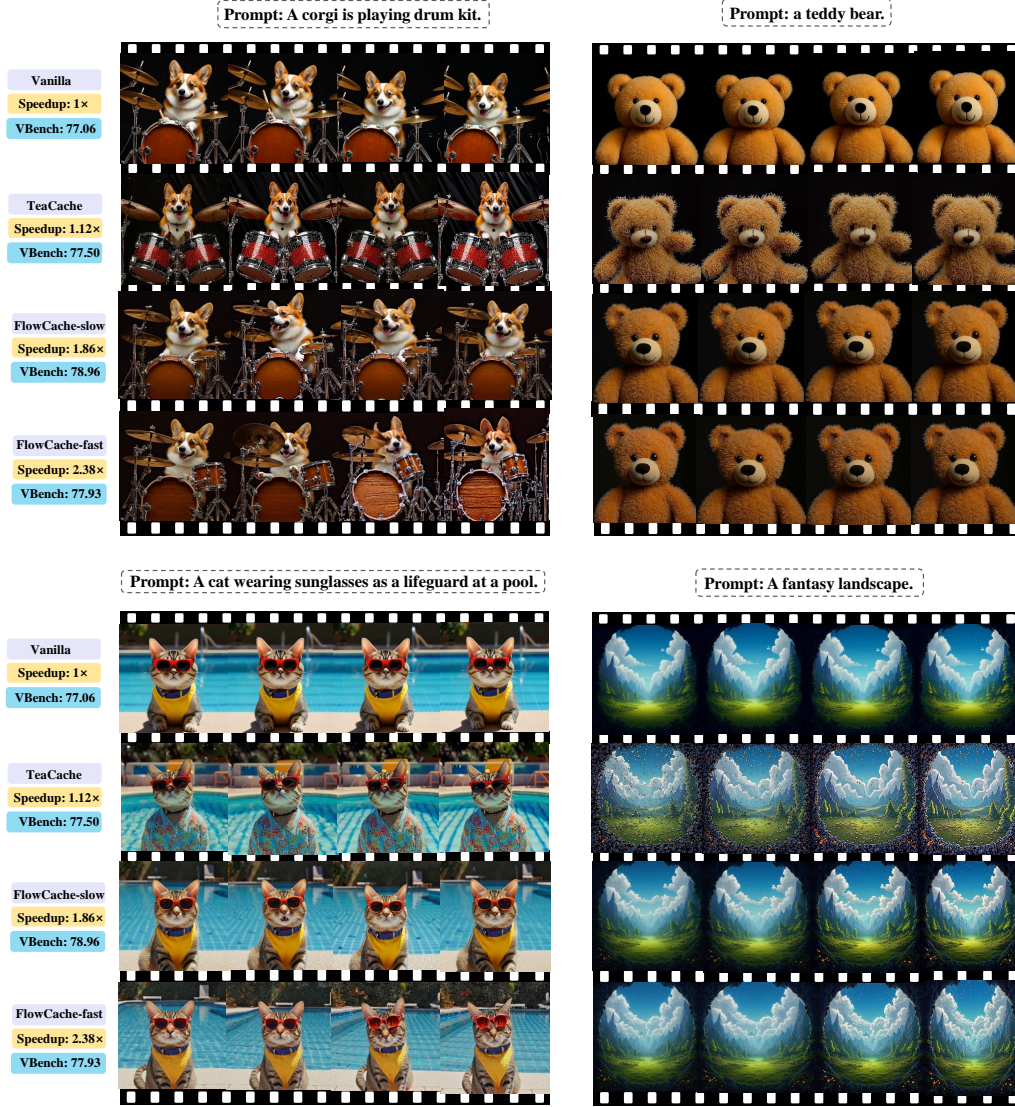 Prompt: A corgi is playing drum kit.
Prompt: a teddy bear.
Vanilla
Speedup: 1×
VBench: 77.06
TeaCache
Speedup: 1.12×
VBench: 77.50
FlowCache-slow
Speedup: 1.86×
VBench: 78.96
FlowCache-fast
Speedup: 2.38×
VBench: 77.93
Prompt: A cat wearing sunglasses as a lifeguard at a pool.
Prompt: A fantasy landscape.
Vanilla
Speedup: 1×
VBench: 77.06
TeaCache
Speedup: 1.12×
VBench: 77.50
FlowCache-slow
Speedup: 1.86×
VBench: 78.96
FlowCache-fast
Speedup: 2.38×
VBench: 77.93